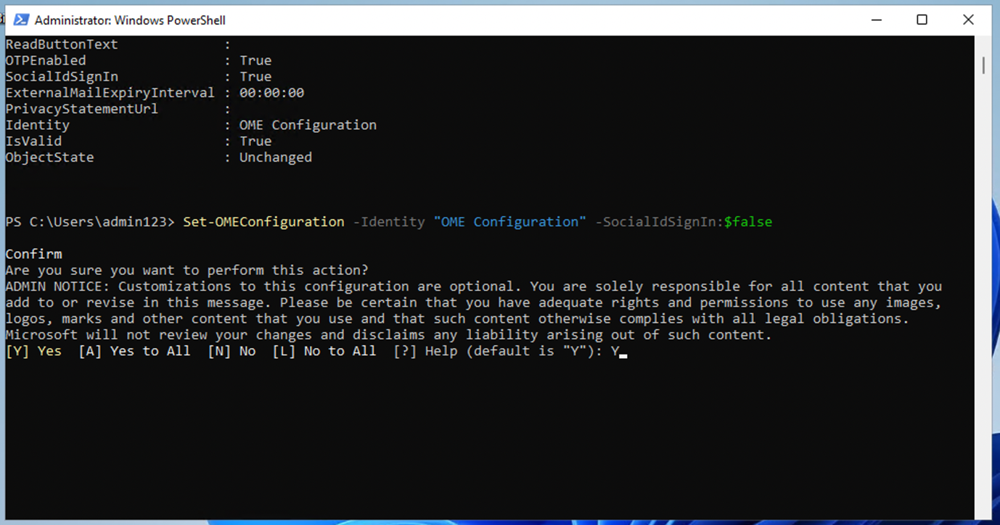 Administrator: Windows PowerShell
ReadButtonText :
OTPEnabled : True
SocialIdSignIn : True
ExternalMailExpiryInterval : 00:00:00
PrivacyStatementUrl :
Identity : OME Configuration
IsValid : True
ObjectState : Unchanged
PS C:\Users\admin123> Set-OMEConfiguration -Identity "OME Configuration" -SocialIdSignIn:$false
Confirm
Are you sure you want to perform this action?
ADMIN NOTICE: Customizations to this configuration are optional. You are solely responsible for all content that you
add to or revise in this message. Please be certain that you have adequate rights and permissions to use any images,
logos, marks and other content that you use and that such content otherwise complies with all legal obligations.
Microsoft will not review your changes and disclaims any liability arising out of such content.
[Y] Yes [A] Yes to All [N] No [L] No to All [?] Help (default is "Y"): Y